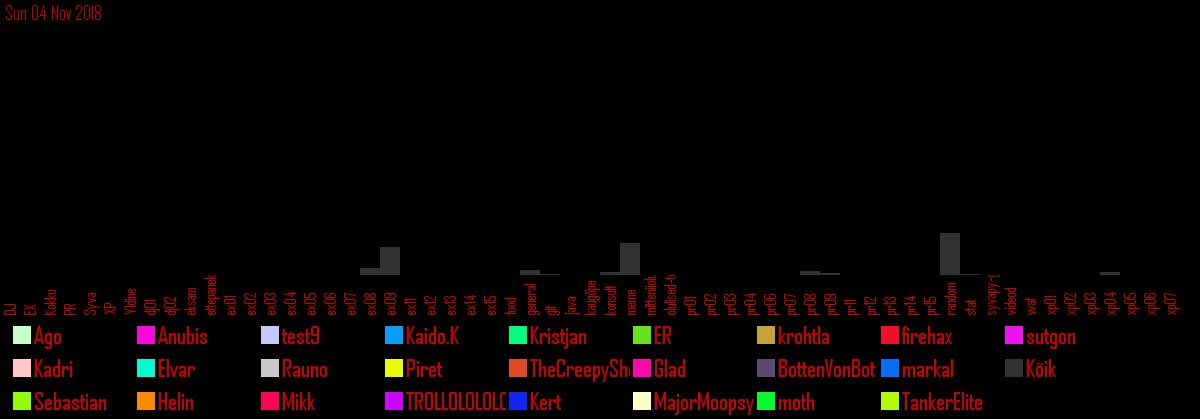 Sun 04 Nov 2018
DJ EX Kokku PR Syva XP Yldine dj01 dj02 eksam ettepanek ex01 ex02 ex03 ex04 ex05 ex06 ex07 ex08 ex09 ex11 ex12 ex13 ex14 ex15 food general git java kaugõpe konsult meme olulised-t pr01 pr02 pr03 pr04 pr06 pr07 pr08 pr09 pr11 pr12 pr13 pr14 pr15 random stat videod wat xp01 xp02 xp03 xp04 xp05 xp06 xp07
Ago Anubis test9 Kaido.K Kristjan ER krohtla firehax sutgon
Kadri Elvar Rauno Piret TheCreepySh Glad BottenVonBot markal Kõik
Sebastian Helin Mikk TROLLOLOLOLO Kert MajorMoopsy moth TankerElite